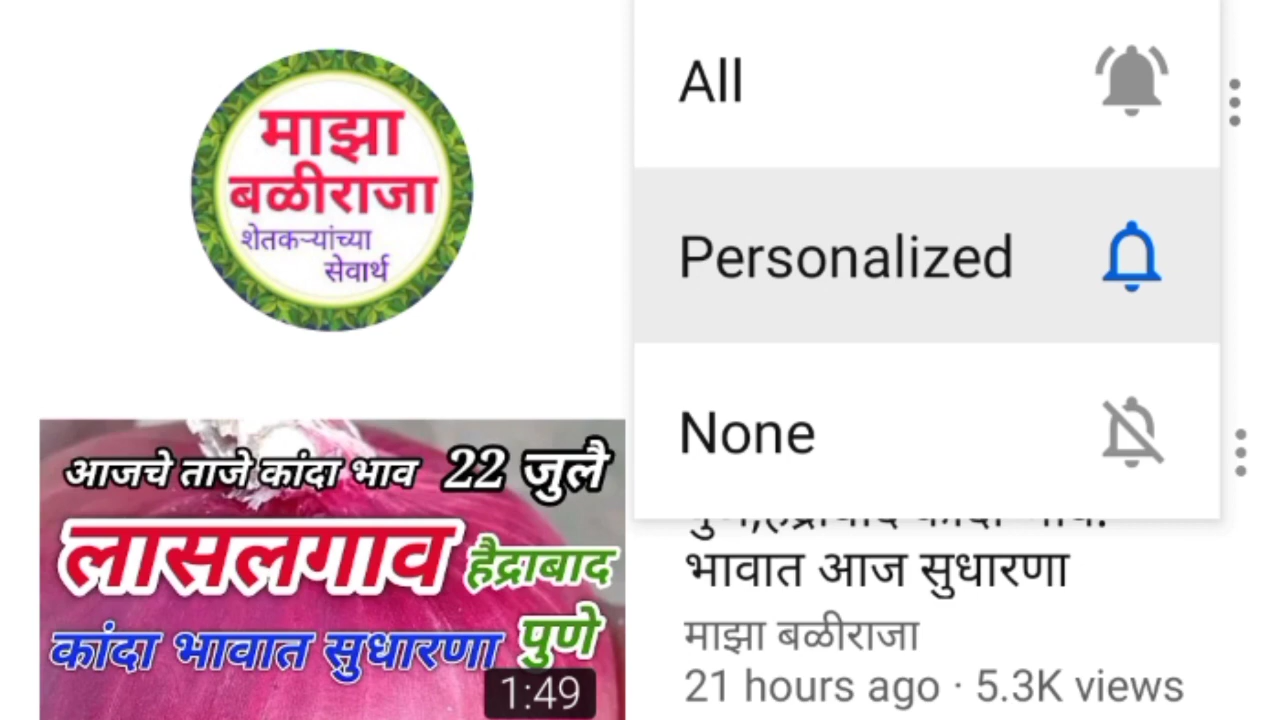 माझा
बळीराजा
शेतकऱ्यांच्या
सेवार्थ
All
Personalized
None
आजचे ताजे कांदा भाव 22 जुलै
लासलगाव हैद्राबाद
कांदा भावात सुधारणा पुणे
1:49
भावात आज सुधारणा
माझा बळीराजा
21 hours ago · 5.3K views